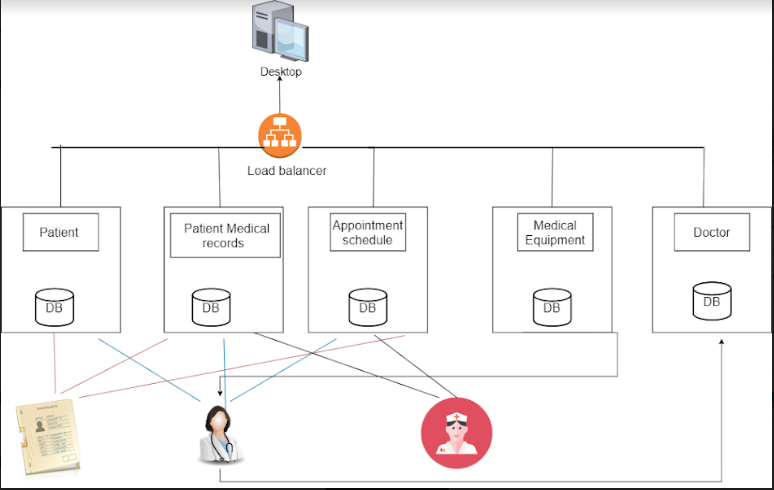 Desktop
Load balancer
Patient
Patient Medical
records
Appointment
schedule
Medical
Equipment
Doctor
DB
DB
DB
DB
DB